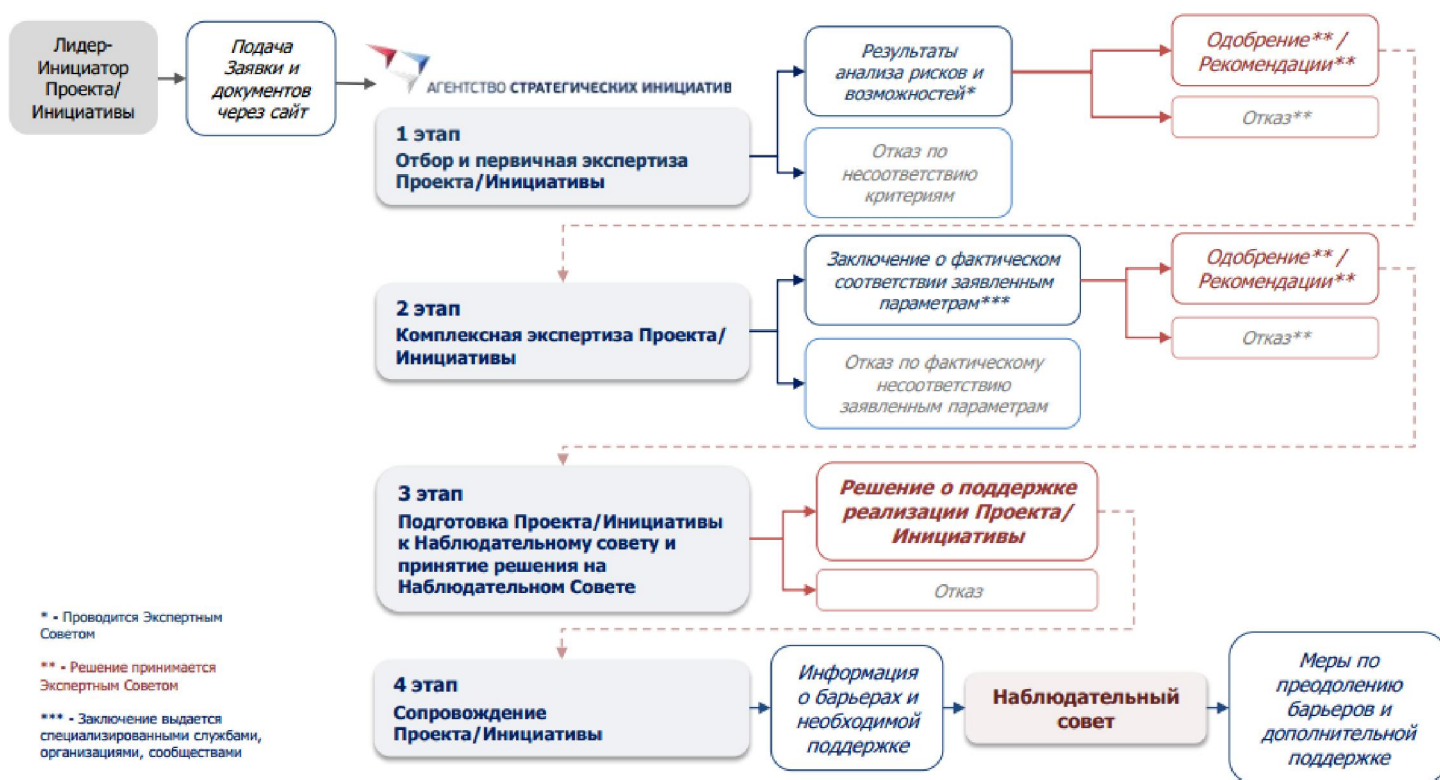 Лидер-
Инициатор
Проекта/
Инициативы
Подача
Заявки и
документов
через сайт
АГЕНТСТВО СТРАТЕГИЧЕСКИХ ИНИЦИАТИВ
1 этап
Отбор и первичная экспертиза
Проекта/Инициативы
Результаты
анализа рисков и
возможностей*
Отказ по
несоответствию
критериям
Одобрение** /
Рекомендации**
Отказ**
2 этап
Комплексная экспертиза Проекта/
Инициативы
Заключение о фактическом
соответствии заявленным
параметрам***
Отказ по фактическому
несоответствию
заявленным параметрам
Одобрение** /
Рекомендации**
Отказ**
3 этап
Подготовка Проекта/Инициативы
к Наблюдательному совету и
принятие решения на
Наблюдательном Совете
Решение о поддержке
реализации Проекта/
Инициативы
Отказ
4 этап
Сопровождение
Проекта/Инициативы
Информация
о барьерах и
необходимой
поддержке
Наблюдательный
совет
Меры по
преодолению
барьеров и
дополнительной
поддержке
* - Проводится Экспертным
Советом
** - Решение принимается
Экспертным Советом
*** - Заключение выдается
специализированными службами,
организациями, сообществами